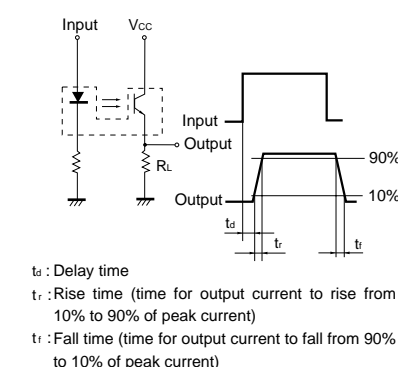 Input Vcc
Input
Output
RL
90%
Output 10%
td
tr tf
td : Delay time
tr : Rise time (time for output current to rise from
10% to 90% of peak current)
tf : Fall time (time for output current to fall from 90%
to 10% of peak current)